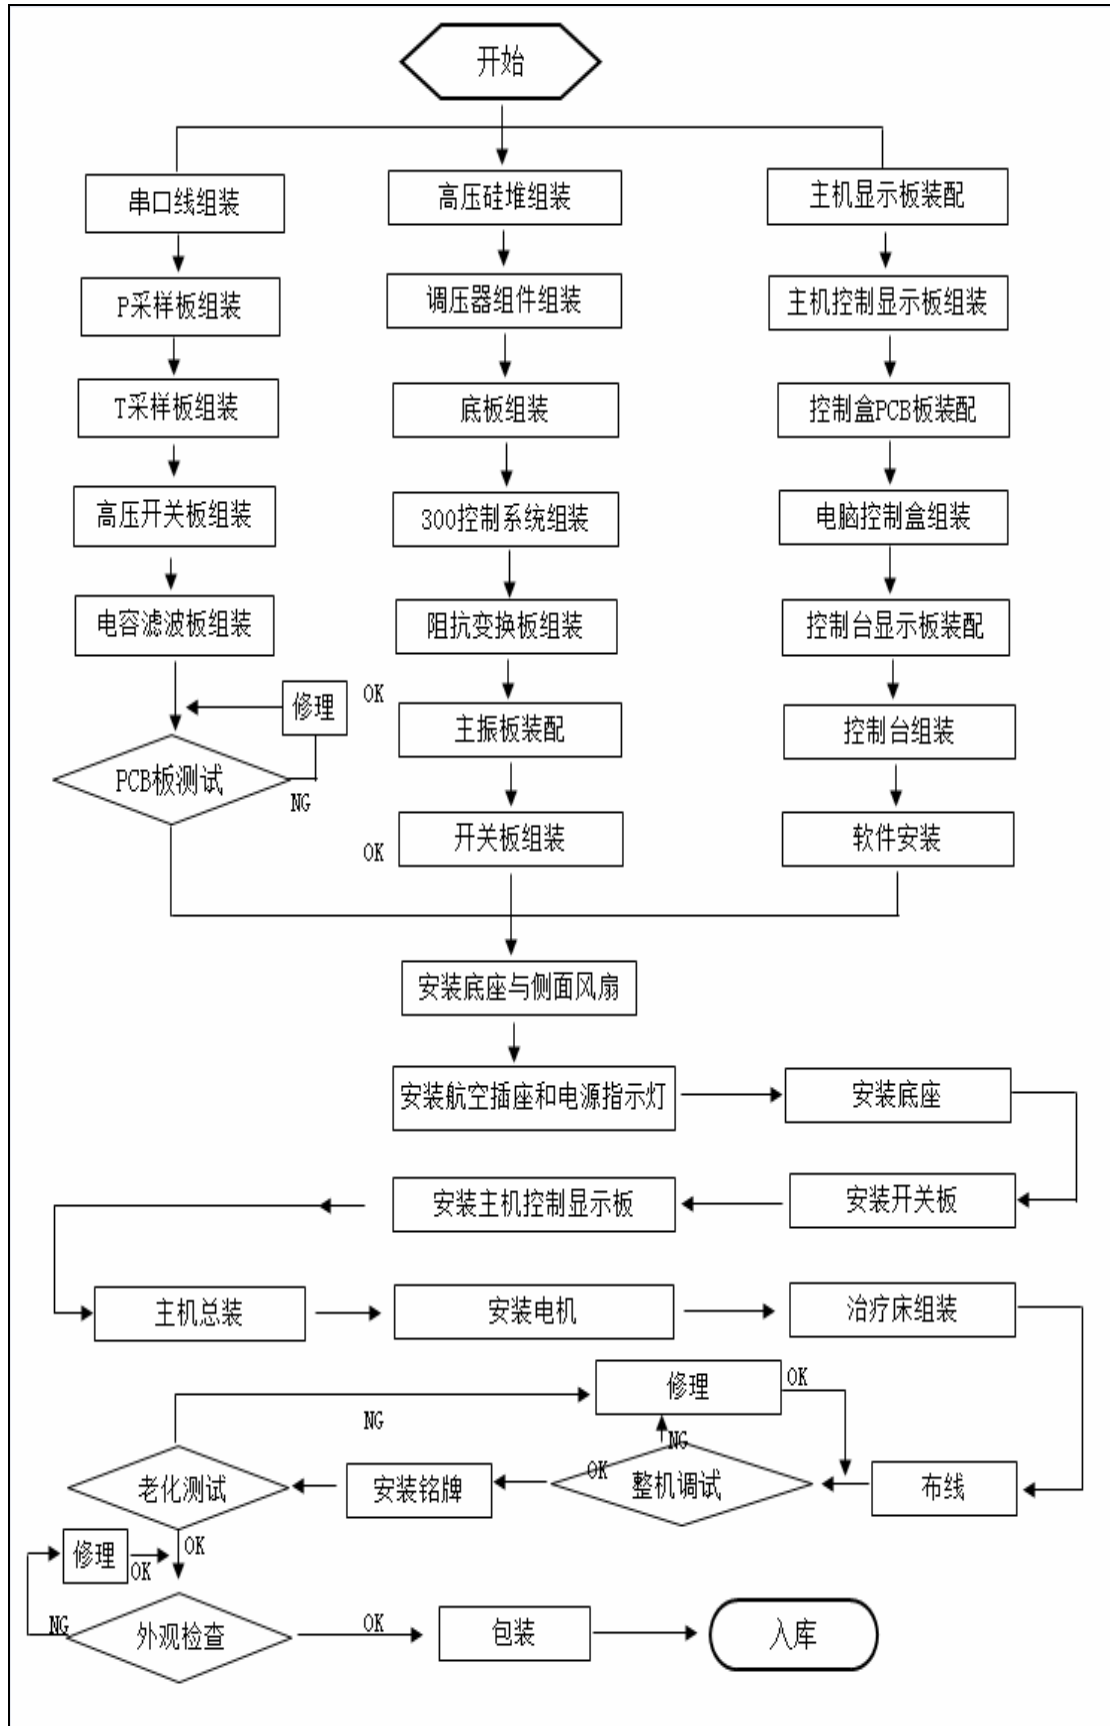 开始
串口线组装
高压硅堆组装
主机显示板装配
P采样板组装
调压器组件组装
主机控制显示板组装
T采样板组装
底板组装
控制盒PCB板装配
高压开关板组装
300控制系统组装
电脑控制盒组装
电容滤波板组装
阻抗变换板组装
控制台显示板装配
修理
OK
主振板装配
控制台组装
PCB板测试
NG
OK
开关板组装
软件安装
安装底座与侧面风扇
安装航空插座和电源指示灯
安装底座
安装主机控制显示板
安装开关板
主机总装
安装电机
治疗床组装
修理
OK
NG
NG
老化测试
安装铭牌
OK
整机调试
布线
修理
OK
OK
NG
外观检查
OK
包装
入库